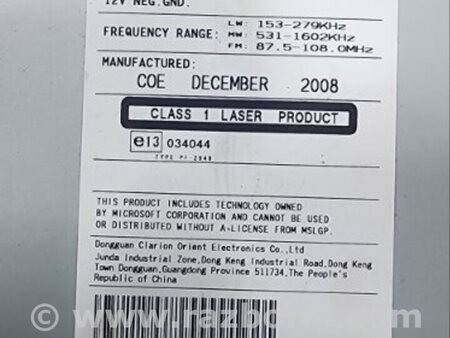 12V NEG.GND.
LW: 153-279KHz
FREQUENCY RANGE: MW: 531-1602KHz
FM: 87.5-108.0MHz
MANUFACTURED:
COE DECEMBER 2008
CLASS 1 LASER PRODUCT
e13 034044
TYPE PF-2848
THIS PRODUCT INCLUDES TECHNOLOGY OWNED
BY MICROSOFT CORPORATION AND CANNOT BE USED
OR DISTRIBUTED WITHOUT A-LICENSE FROM MSLGP.
Dongguan Clarion Orient Electronics Co.,Ltd
Junda Industrial Zone,Dong Keng Industrial Road,Dong Keng
Town Dongguan,Guangdong Province 511734,The People's
Republic of China